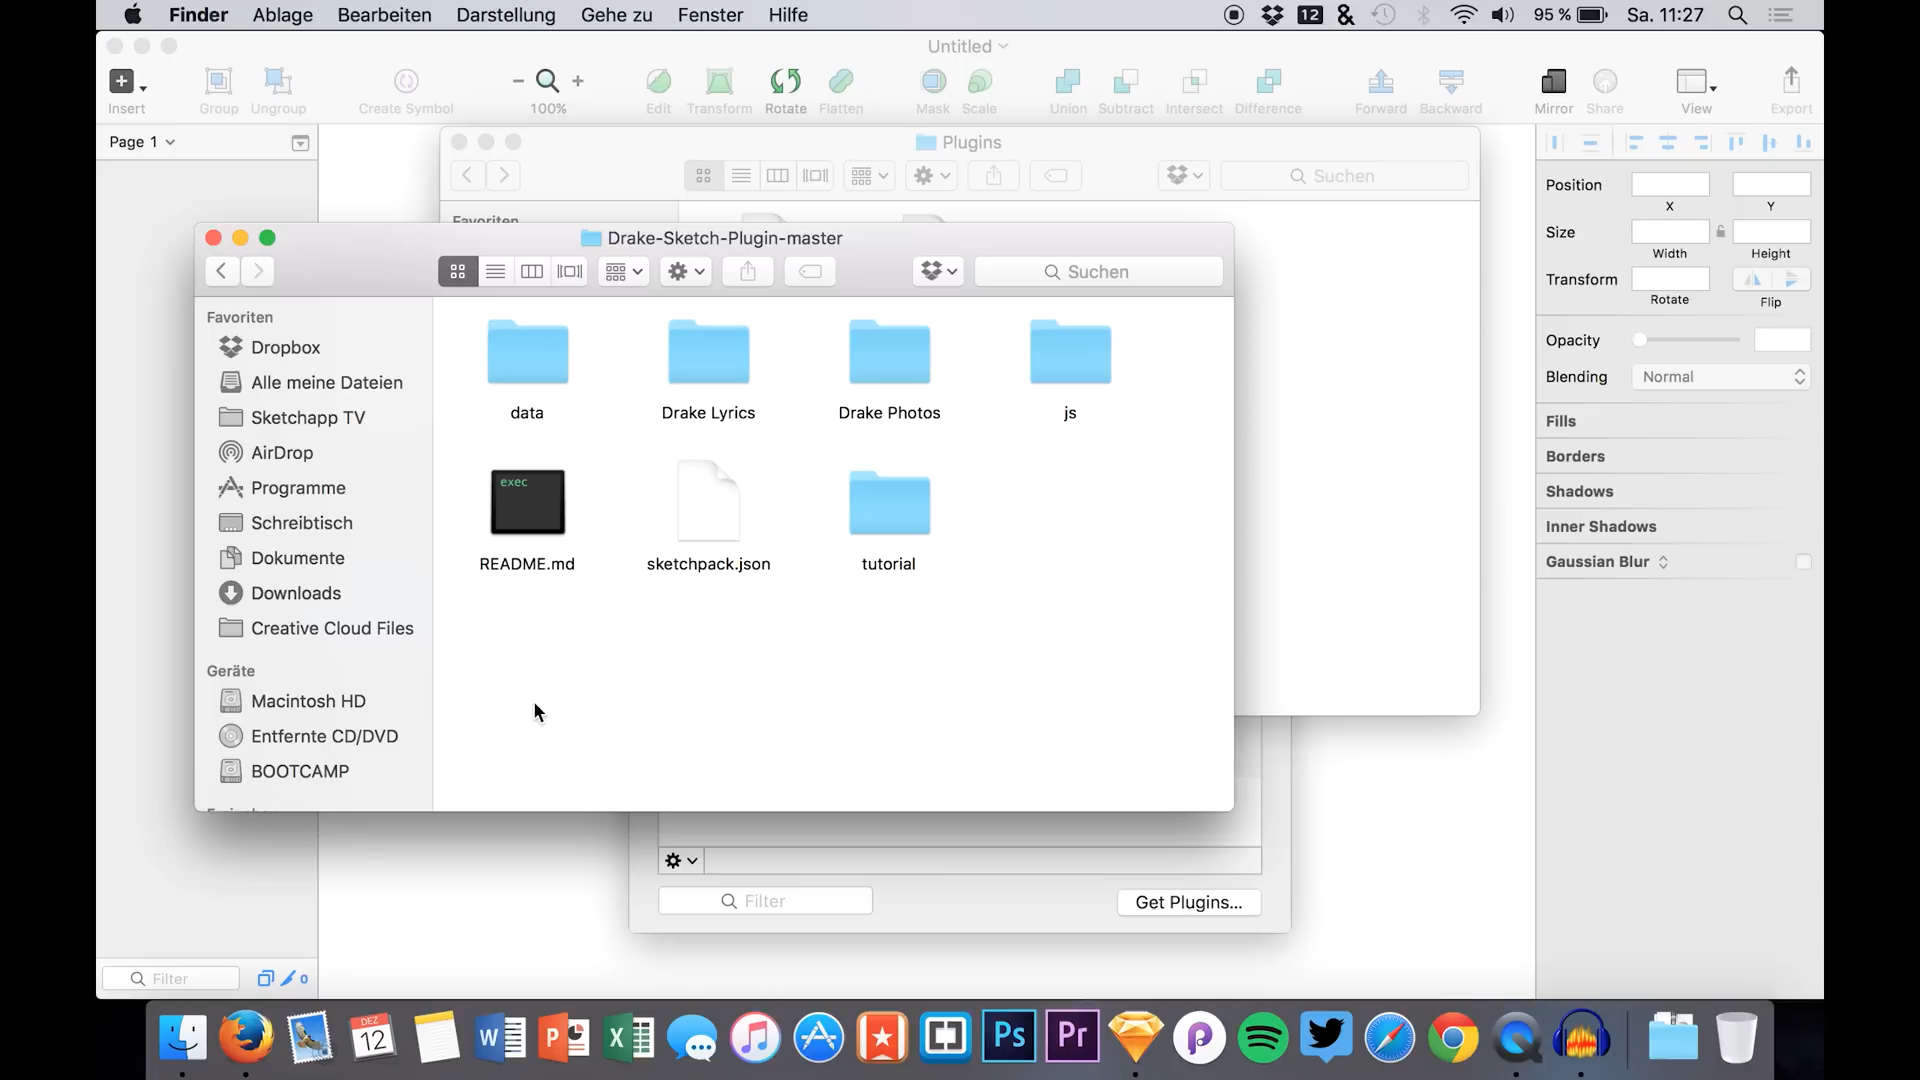 Finder Ablage Bearbeiten Darstellung Gehe zu Fenster Hilfe 12 95 % Sa. 11:27
Untitled
Insert Group Ungroup Create Symbol 100% Edit Transform Rotate Flatten Mask Scale Union Subtract Intersect Difference Forward Backward Mirror Share View Export
Page 1
Plugins
Suchen
Favoriten
Drake-Sketch-Plugin-master
Suchen
Favoriten
Dropbox
Alle meine Dateien
Sketchapp TV
AirDrop
Programme
Schreibtisch
Dokumente
Downloads
Creative Cloud Files
Geräte
Macintosh HD
Entfernte CD/DVD
BOOTCAMP
data Drake Lyrics Drake Photos js
exec
README.md sketchpack.json tutorial
Position
X Y
Size
Width Height
Transform
Rotate Flip
Opacity
Blending Normal
Fills
Borders
Shadows
Inner Shadows
Gaussian Blur
Filter Get Plugins...
Filter 0
DEZ
12
Ps Pr